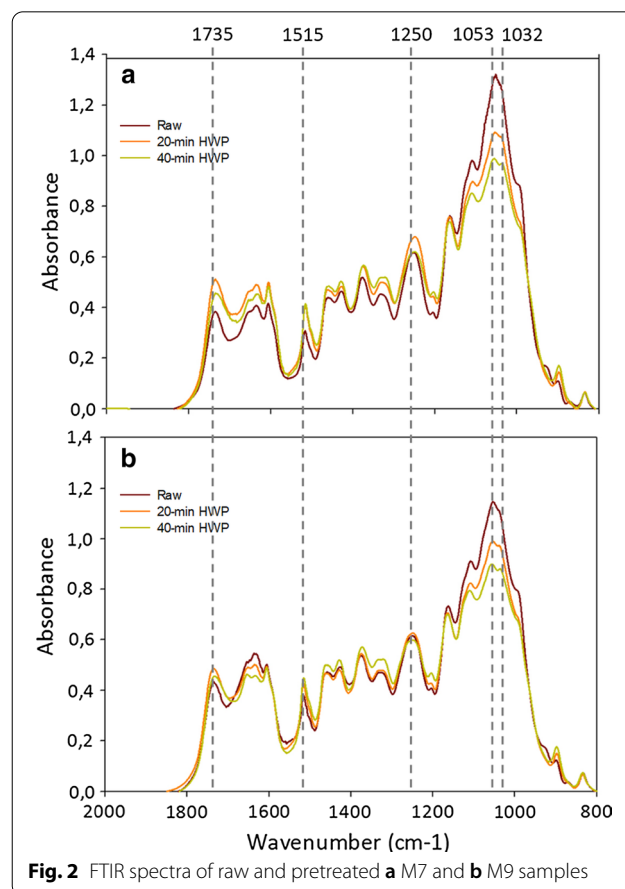 1735 1515 1250 1053 1032
a
1,4
1,2
1,0
0,8
0,6
0,4
0,2
0,0
Absorbance
Raw
20-min HWP
40-min HWP
b
1,4
1,2
1,0
0,8
0,6
0,4
0,2
0,0
Absorbance
Raw
20-min HWP
40-min HWP
2000 1800 1600 1400 1200 1000 800
Wavenumber (cm-1)
Fig. 2 FTIR spectra of raw and pretreated a M7 and b M9 samples